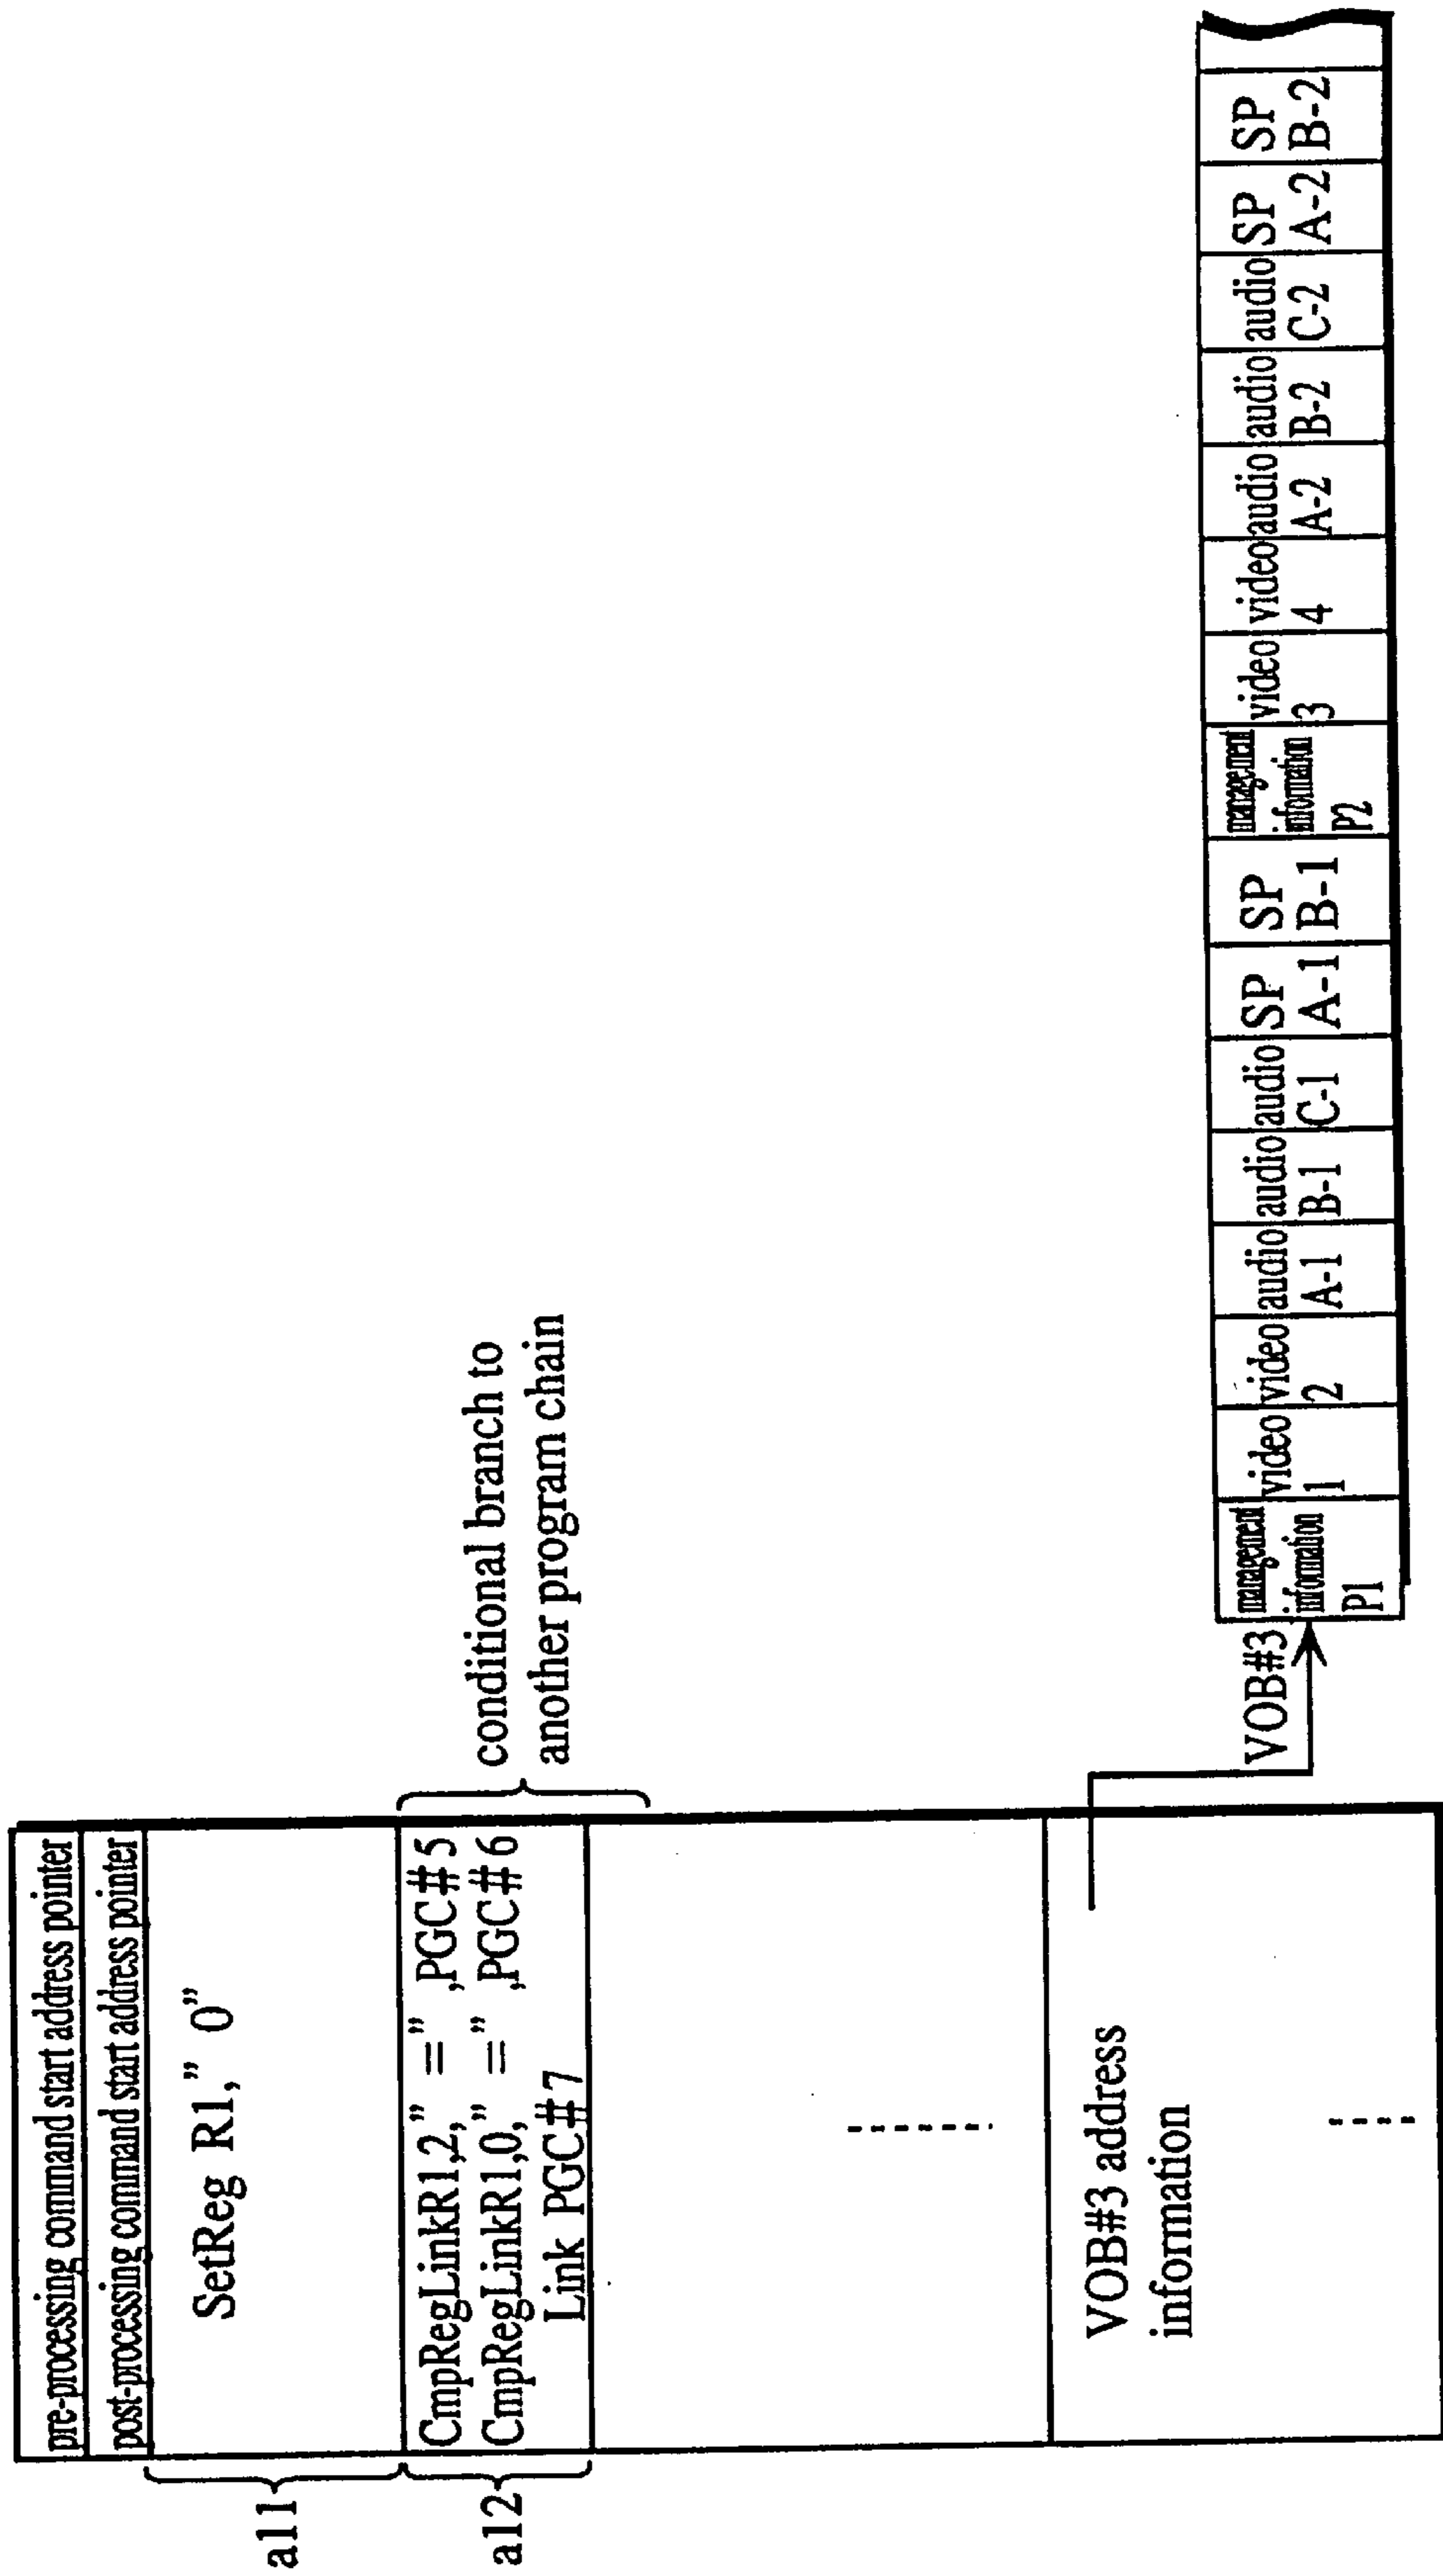 pre-processing command start address pointer
post-processing command start address pointer
a11
SetReg R1,” 0”
a12
CmpRegLinkR1,2,” =” ,PGC#5
CmpRegLinkR1,0,” =” ,PGC#6
Link PGC#7
conditional branch to
another program chain
VOB#3 address
information
VOB#3
management
information
P1
video
1
video
2
audio
A-1
audio
B-1
audio
C-1
SP
A-1
SP
B-1
management
information
P2
video
3
video
4
audio
A-2
audio
B-2
audio
C-2
SP
A-2
SP
B-2